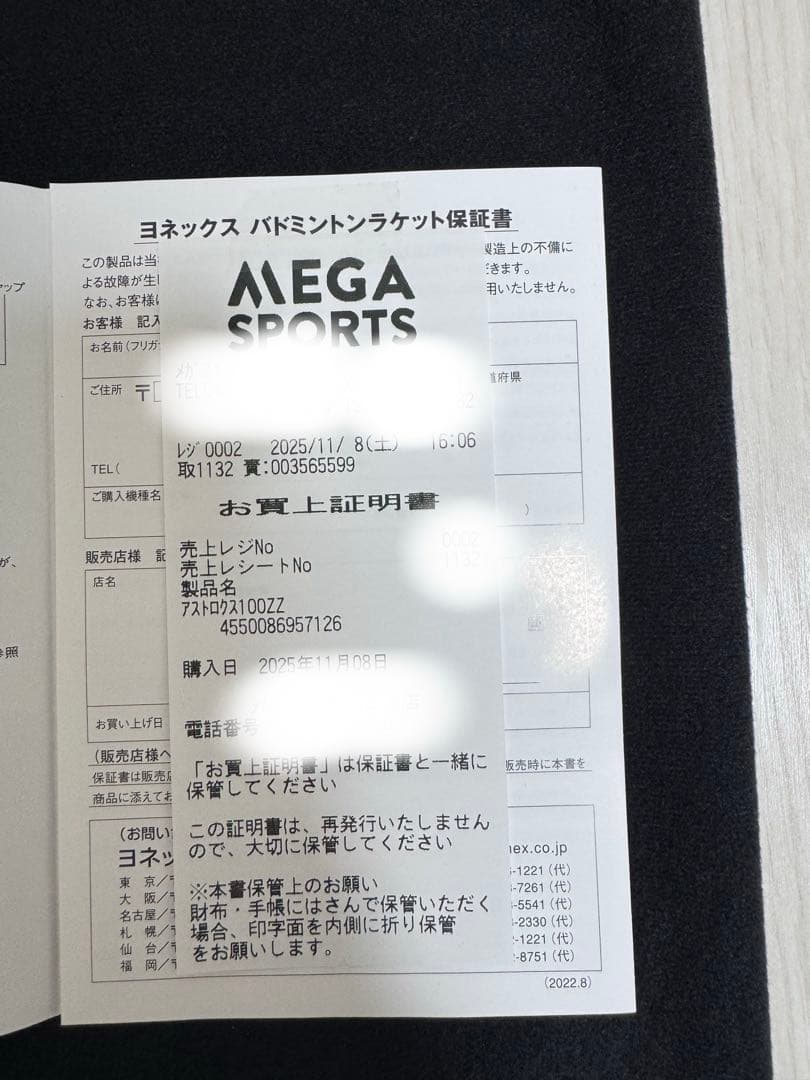 ヨネックス バドミントンラケット保証書
この製品は当 製造上の不備に
よる故障が生じ だきます。
なお、お客様に 用いたしません。
お客様 記入
お名前(フリガナ
ご住所 〒 道府県
TEL(
ご購入機種名 )
販売店様 記
店名
お買い上げ日
(販売店様へ 販売時に本書を
保証書は販売店
商品に添えてお
(お問い合
ヨネッ nex.co.jp
東 京/〒 -1221(代)
大 阪/〒 -7261(代)
名古屋/〒 -5541(代)
札 幌/〒 -2330(代)
仙 台/〒 -1221(代)
福 岡/〒 -8751(代)
(2022.8)
MEGA
SPORTS
レジ0002 2025/11/ 8(土) 16:06
取1132 責:003565599
お買上証明書
売上レジNo 0002
売上レシートNo 1132
製品名
アストロクス100ZZ
4550086957126
購入日 2025年11月08日
電話番号
「お買上証明書」は保証書と一緒に
保管してください
この証明書は、再発行いたしません
ので、大切に保管してください
※本書保管上のお願い
財布・手帳にはさんで保管いただく
場合、印字面を内側に折り保管
をお願いします。
アップ
が、
参照